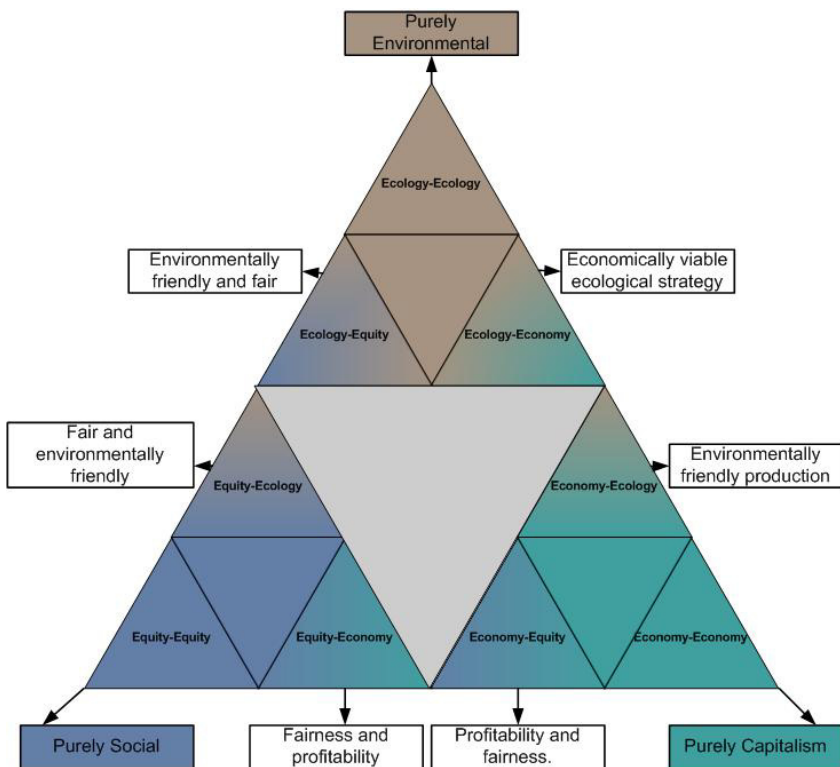 Purely
Environmental
Ecology-Ecology
Environmentally
friendly and fair
Economically viable
ecological strategy
Ecology-Equity
Ecology-Economy
Fair and
environmentally
friendly
Environmentally
friendly production
Equity-Ecology
Economy-Ecology
Equity-Equity
Equity-Economy
Economy-Equity
Economy-Economy
Purely Social
Fairness and
profitability
Profitability and
fairness.
Purely Capitalism